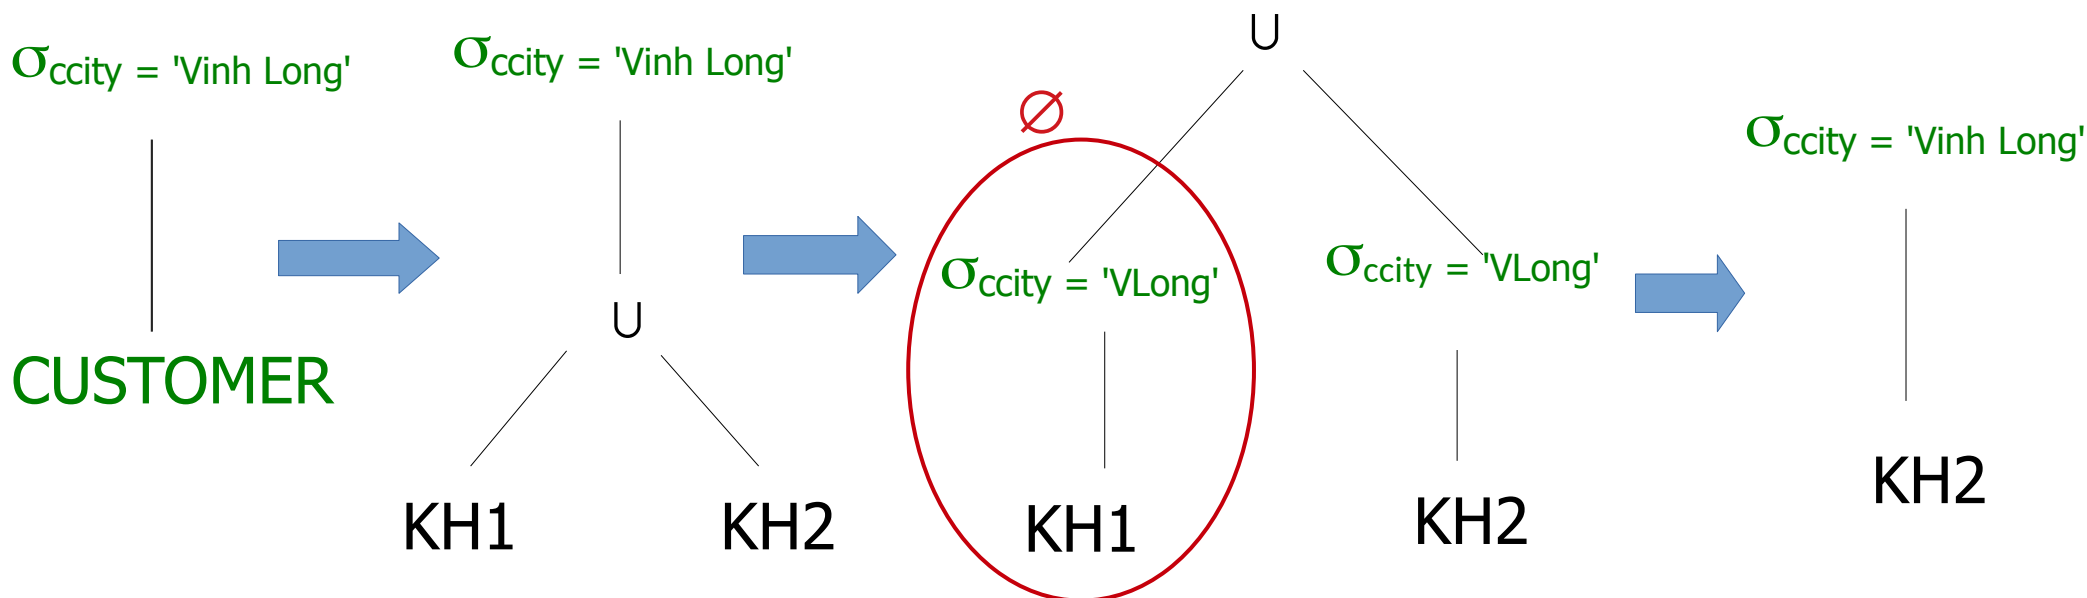 σccity = 'Vinh Long'
CUSTOMER
σccity = 'Vinh Long'
∪
KH1 KH2
∪
∅
σccity = 'VLong' σccity = 'VLong'
KH1 KH2
σccity = 'Vinh Long'
KH2